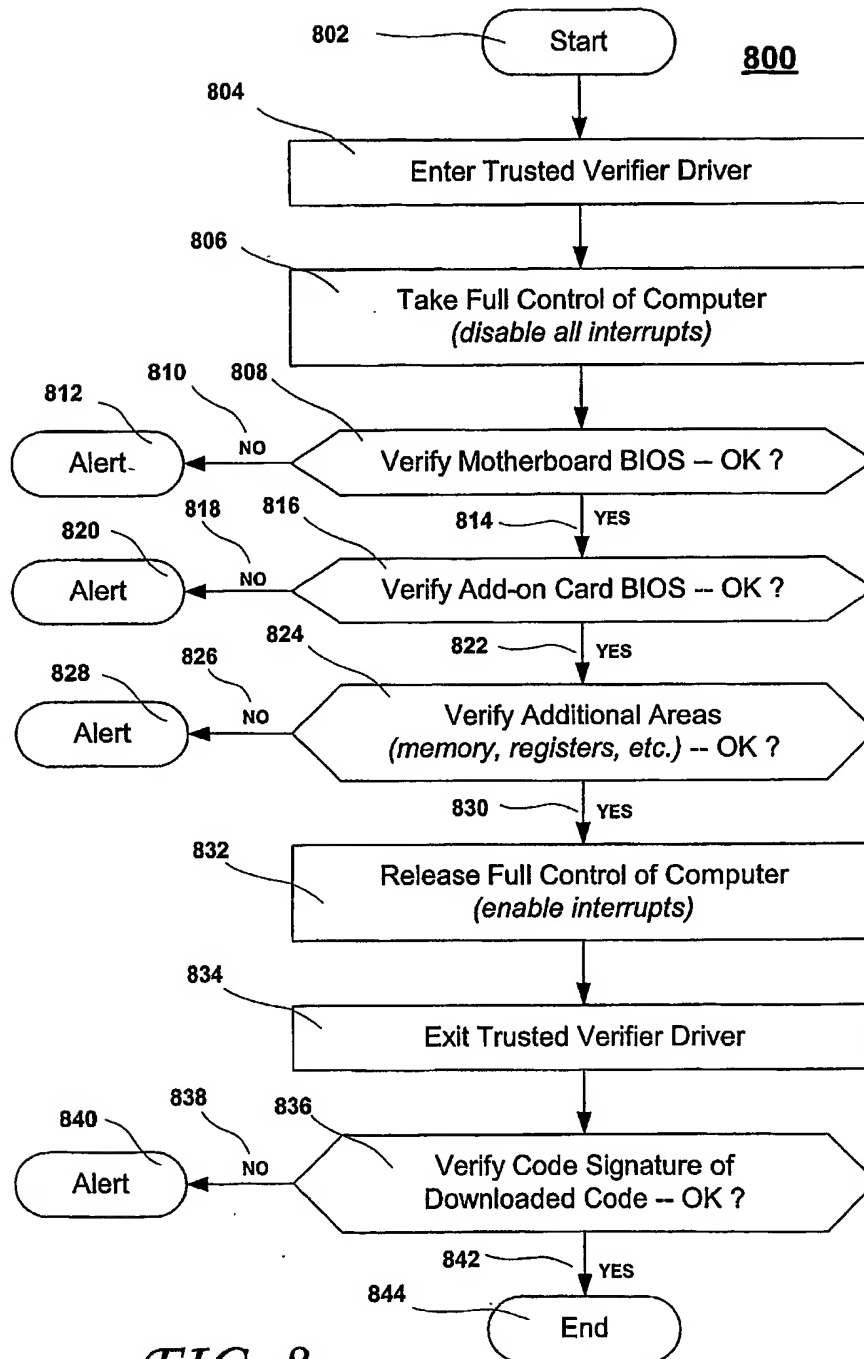 802
Start
800
804
Enter Trusted Verifier Driver
806
Take Full Control of Computer
(disable all interrupts)
812
810
808
Alert
NO
Verify Motherboard BIOS -- OK ?
814
YES
820
818
816
Alert
NO
Verify Add-on Card BIOS -- OK ?
822
YES
824
828
826
Alert
NO
Verify Additional Areas
(memory, registers, etc.) -- OK ?
830
YES
832
Release Full Control of Computer
(enable interrupts)
834
Exit Trusted Verifier Driver
840
838
836
Alert
NO
Verify Code Signature of
Downloaded Code -- OK ?
842
YES
844
End
FIG. 8